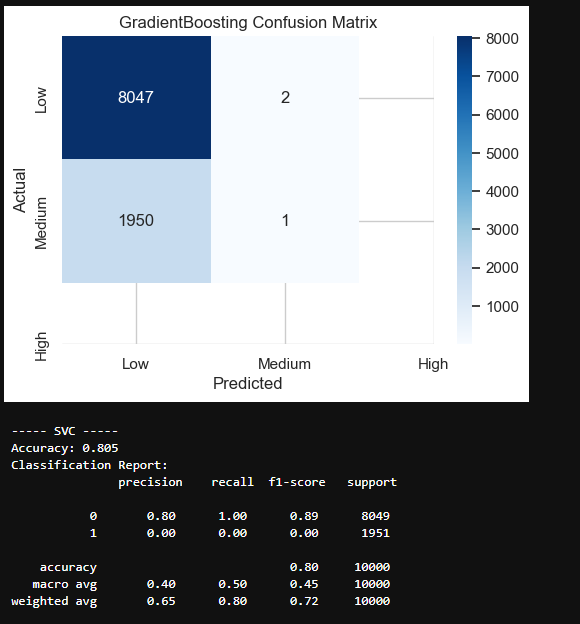 GradientBoosting Confusion Matrix
8000
7000
6000
5000
4000
3000
2000
1000
Actual
Low
8047 2
Medium
1950 1
High
Low Medium High
Predicted
----- SVC -----
Accuracy: 0.805
Classification Report:
precision recall f1-score support
0 0.80 1.00 0.89 8049
1 0.00 0.00 0.00 1951
accuracy 0.80 10000
macro avg 0.40 0.50 0.45 10000
weighted avg 0.65 0.80 0.72 10000